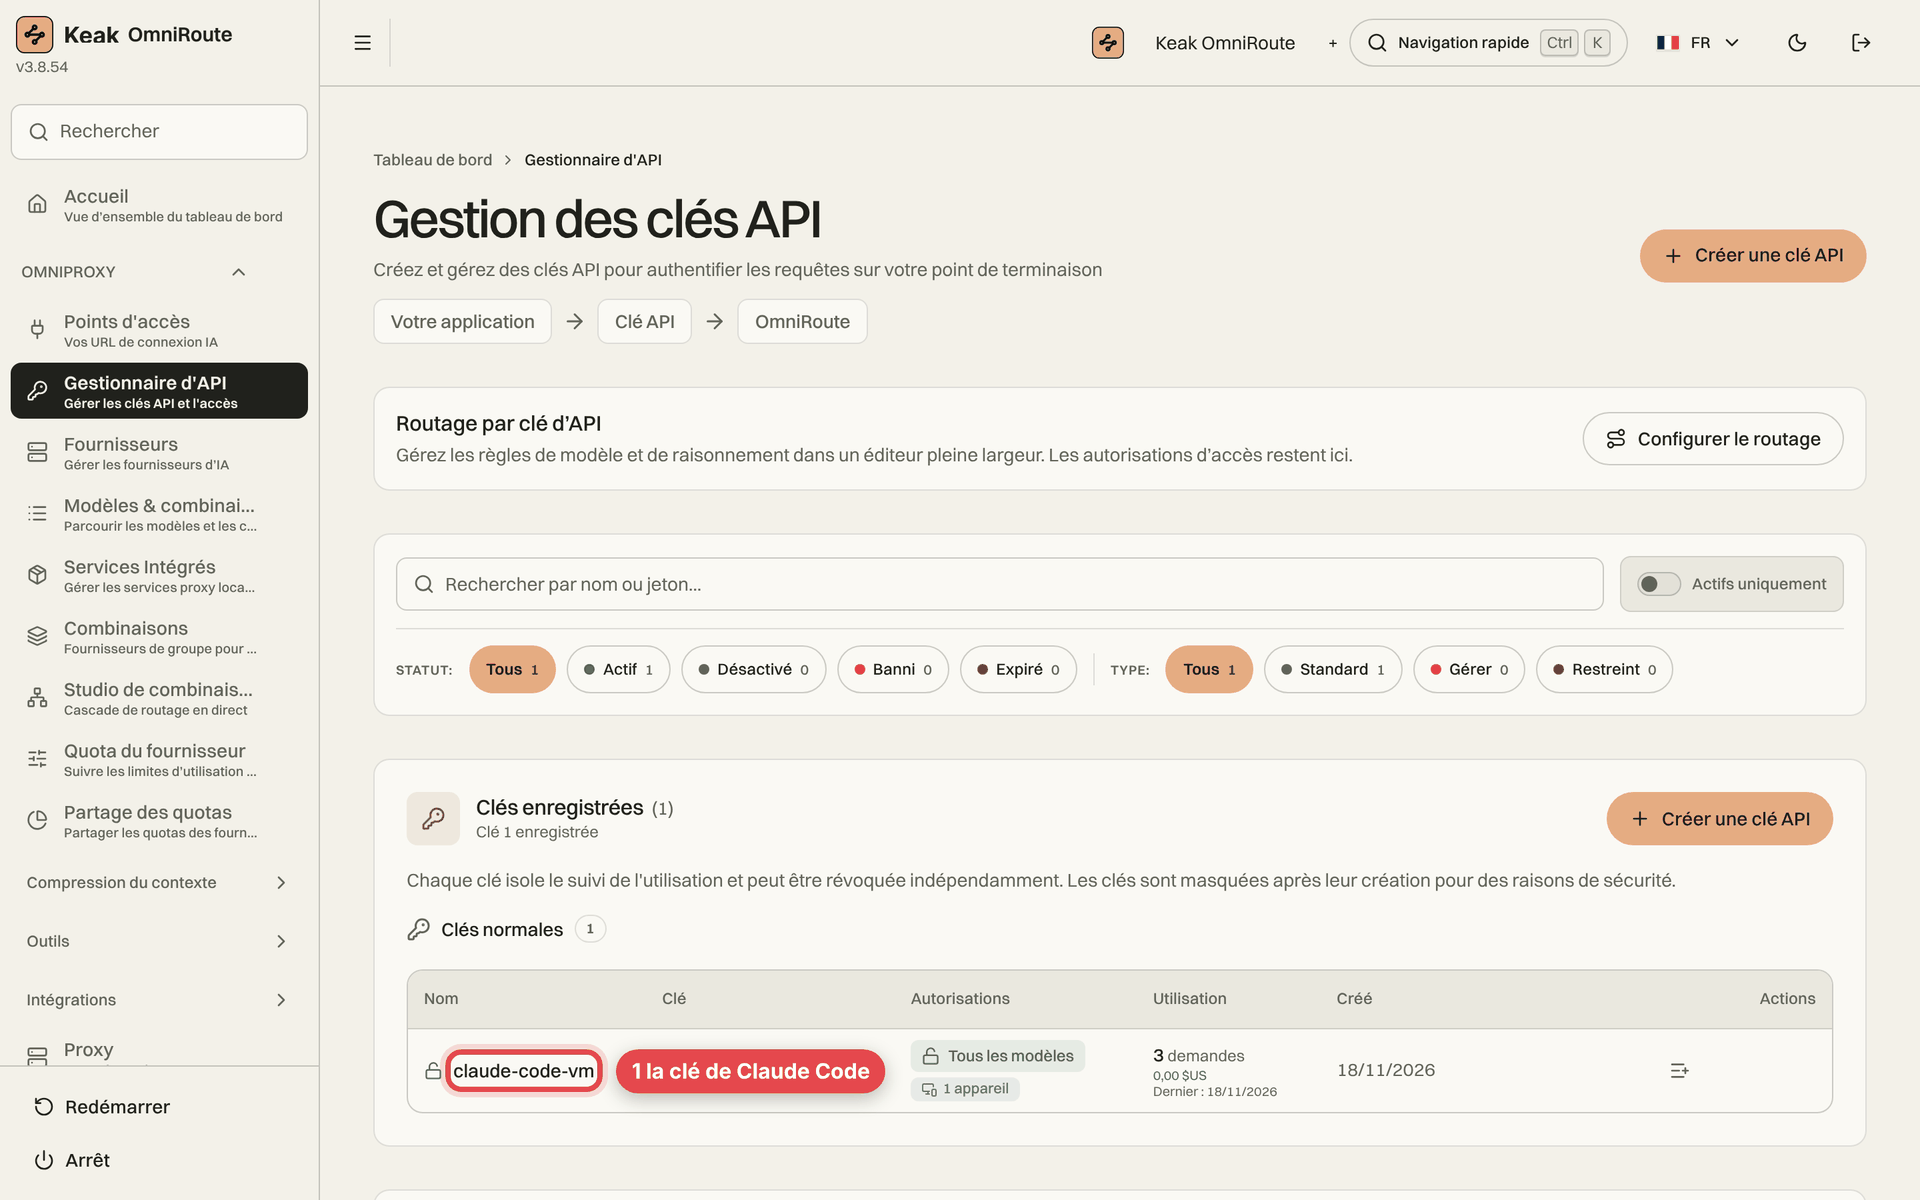 Keak OmniRoute
v3.8.54
Rechercher
Accueil
Vue d'ensemble du tableau de bord
OMNIPROXY
Points d'accès
Vos URL de connexion IA
Gestionnaire d'API
Gérer les clés API et l'accès
Fournisseurs
Gérer les fournisseurs d'IA
Modèles & combinai...
Parcourir les modèles et les c...
Services Intégrés
Gérer les services proxy loca...
Combinaisons
Fournisseurs de groupe pour ...
Studio de combinais...
Cascade de routage en direct
Quota du fournisseur
Suivre les limites d'utilisation ...
Partage des quotas
Partager les quotas des fourn...
Compression du contexte
Outils
Intégrations
Proxy
Redémarrer
Arrêt
Keak OmniRoute + Navigation rapide Ctrl K FR
Tableau de bord > Gestionnaire d'API
Gestion des clés API
Créez et gérez des clés API pour authentifier les requêtes sur votre point de terminaison
+ Créer une clé API
Votre application → Clé API → OmniRoute
Routage par clé d’API
Gérez les règles de modèle et de raisonnement dans un éditeur pleine largeur. Les autorisations d’accès restent ici.
Configurer le routage
Rechercher par nom ou jeton...
Actifs uniquement
STATUT: Tous 1 Actif 1 Désactivé 0 Banni 0 Expiré 0 TYPE: Tous 1 Standard 1 Gérer 0 Restreint 0
Clés enregistrées (1)
Clé 1 enregistrée
+ Créer une clé API
Chaque clé isole le suivi de l'utilisation et peut être révoquée indépendamment. Les clés sont masquées après leur création pour des raisons de sécurité.
Clés normales 1
Nom Clé Autorisations Utilisation Créé Actions
claude-code-vm 1 la clé de Claude Code
Tous les modèles
1 appareil
3 demandes
0,00 $US
Dernier : 18/11/2026
18/11/2026